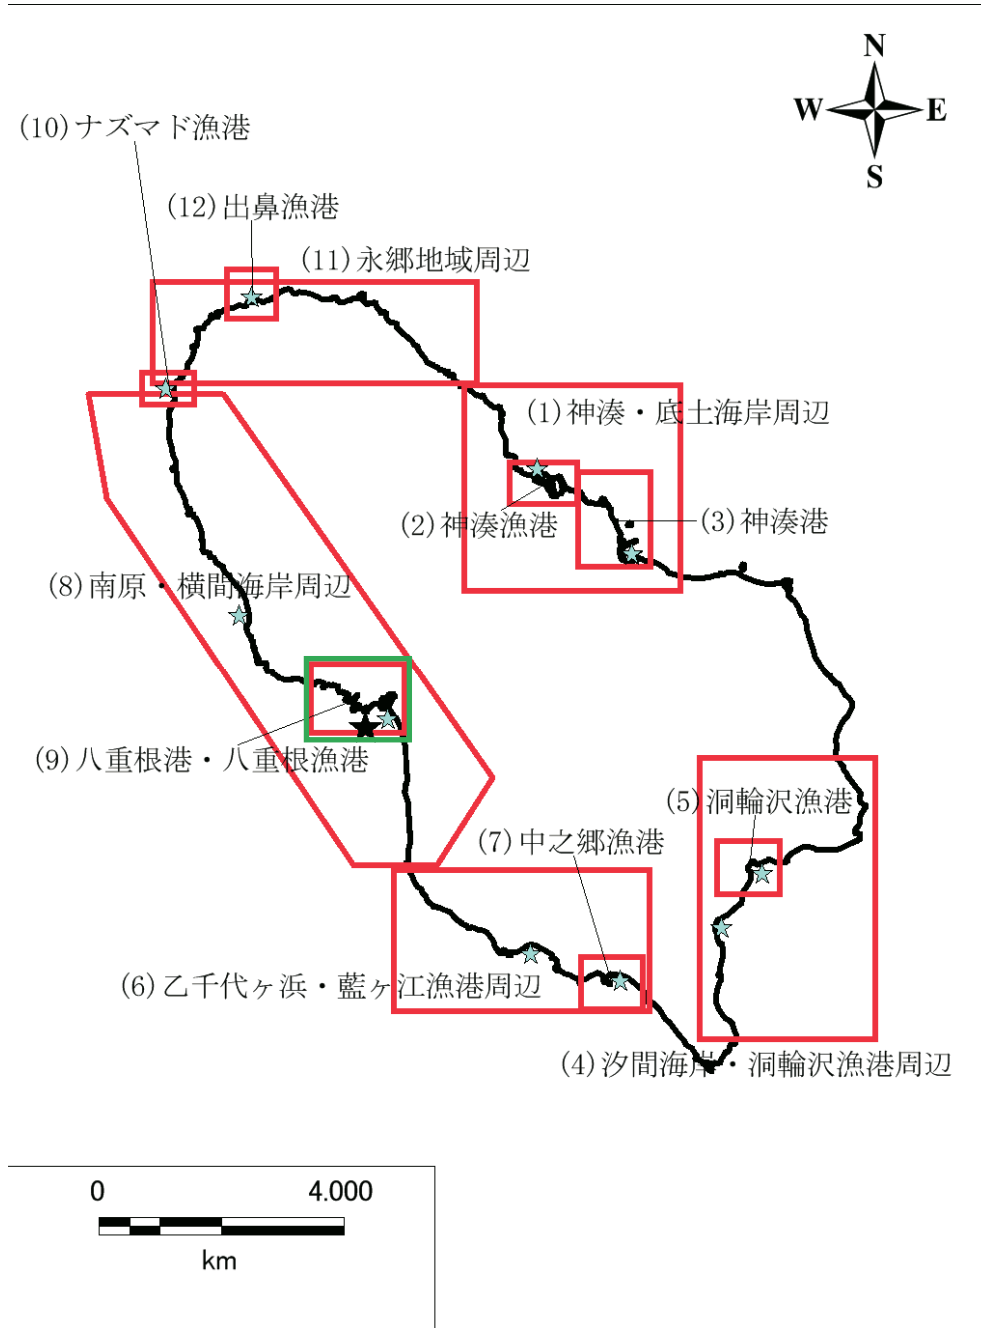 N
W E
S
(10)ナズマド漁港
(12)出鼻漁港
(11)永郷地域周辺
(1)神湊・底土海岸周辺
(2)神湊漁港
(3)神湊港
(8)南原・横間海岸周辺
(9)八重根港・八重根漁港
(5)洞輪沢漁港
(7)中之郷漁港
(6)乙千代ヶ浜・藍ヶ江漁港周辺
(4)汐間海岸・洞輪沢漁港周辺
0 4.000
km